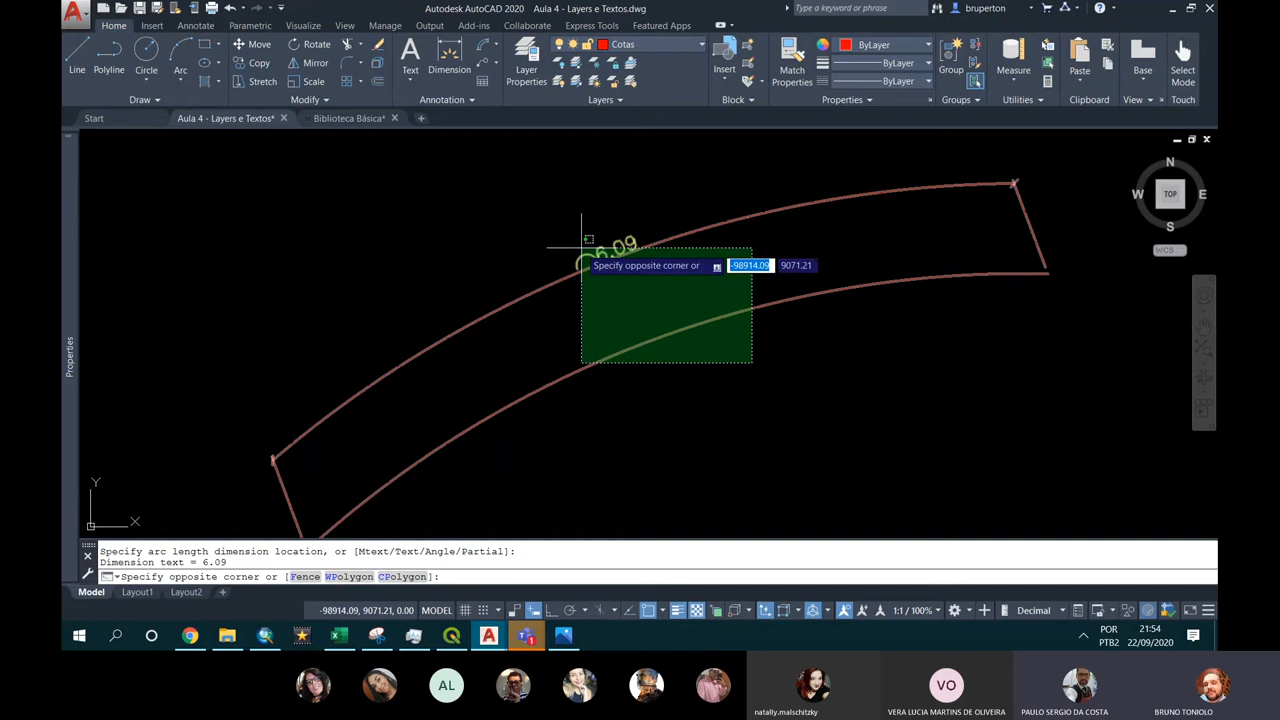 Autodesk AutoCAD 2020 Aula 4 - Layers e Textos.dwg
Type a keyword or phrase
bruperton
Home Insert Annotate Parametric Visualize View Manage Output Add-ins Collaborate Express Tools Featured Apps
Line Polyline Circle Arc
Move Rotate
Copy Mirror
Stretch Scale
Text Dimension
Layer Properties
Cotas
Insert
Match Properties
ByLayer
ByLayer
ByLayer
Group
Measure
Paste
Base
Select Mode
Draw Modify Annotation Layers Block Properties Groups Utilities Clipboard View Touch
Start Aula 4 - Layers e Textos* Biblioteca Básica*
N
W TOP E
S
WCS
6.09
Specify opposite corner or -98914.09 9071.21
Properties
Y
X
Specify arc length dimension location, or [Mtext/Text/Angle/Partial]:
Dimension text = 6.09
Specify opposite corner or [Fence WPolygon CPolygon]:
Model Layout1 Layout2
-98914.09, 9071.21, 0.00 MODEL 1:1 / 100% Decimal
POR 21:54
PTB2 22/09/2020
AL VO
natally.malschitzky VERA LUCIA MARTINS DE OLIVEIRA PAULO SERGIO DA COSTA BRUNO TONIOLO